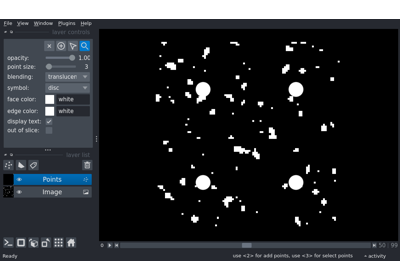 File View Window Plugins Help
layer controls
opacity: 1.00
point size: 3
blending: translucen
symbol: disc
face color: white
edge color: white
display text: ✓
out of slice:
layer list
Points
Image
0 50 99
Ready use <2> for add points, use <3> for select points activity